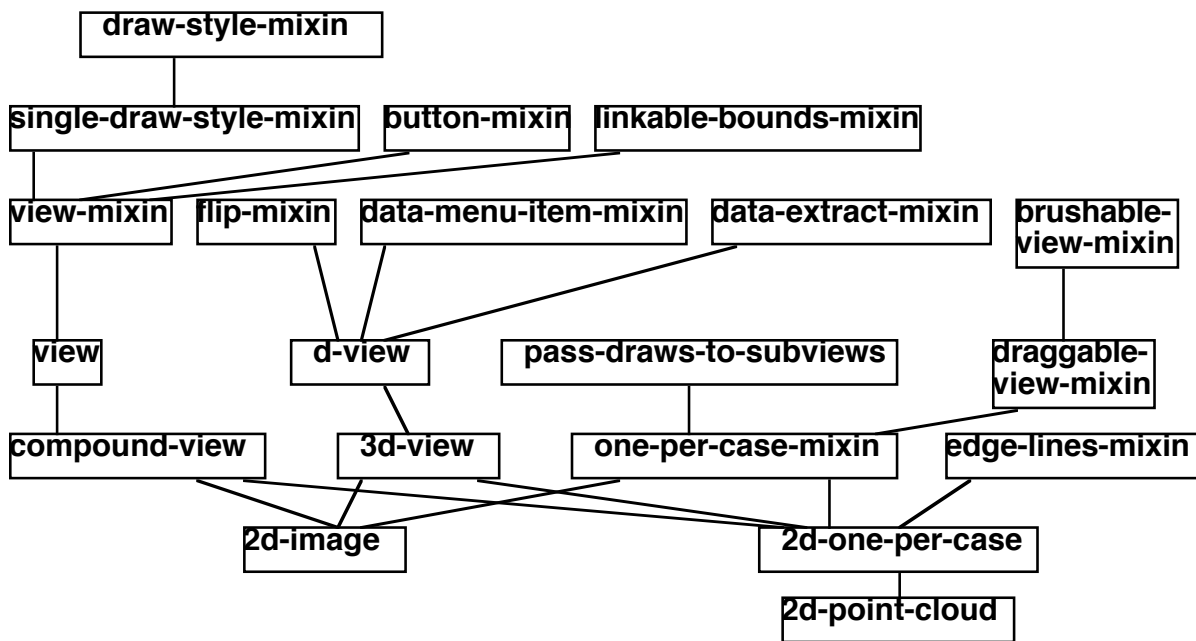 draw-style-mixin
single-draw-style-mixin
button-mixin
linkable-bounds-mixin
view-mixin
flip-mixin
data-menu-item-mixin
data-extract-mixin
brushable-
view-mixin
view
d-view
pass-draws-to-subviews
draggable-
view-mixin
compound-view
3d-view
one-per-case-mixin
edge-lines-mixin
2d-image
2d-one-per-case
2d-point-cloud